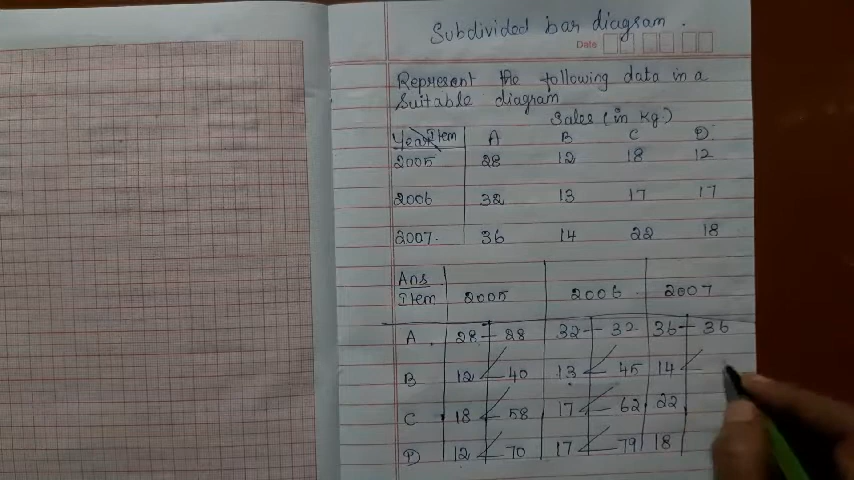 Subdivided bar diagram.
Date
Represent the following data in a
Suitable diagram
Sales (in Kg.)
Year Item A B C D
2005 28 12 18 12
2006 32 13 17 17
2007. 36 14 22 18
Ans
Item 2005 2006 2007
A 28 28 32 32 36 36
B 12 40 13 45 14
C 18 58 17 62 22
D 12 70 17 79 18